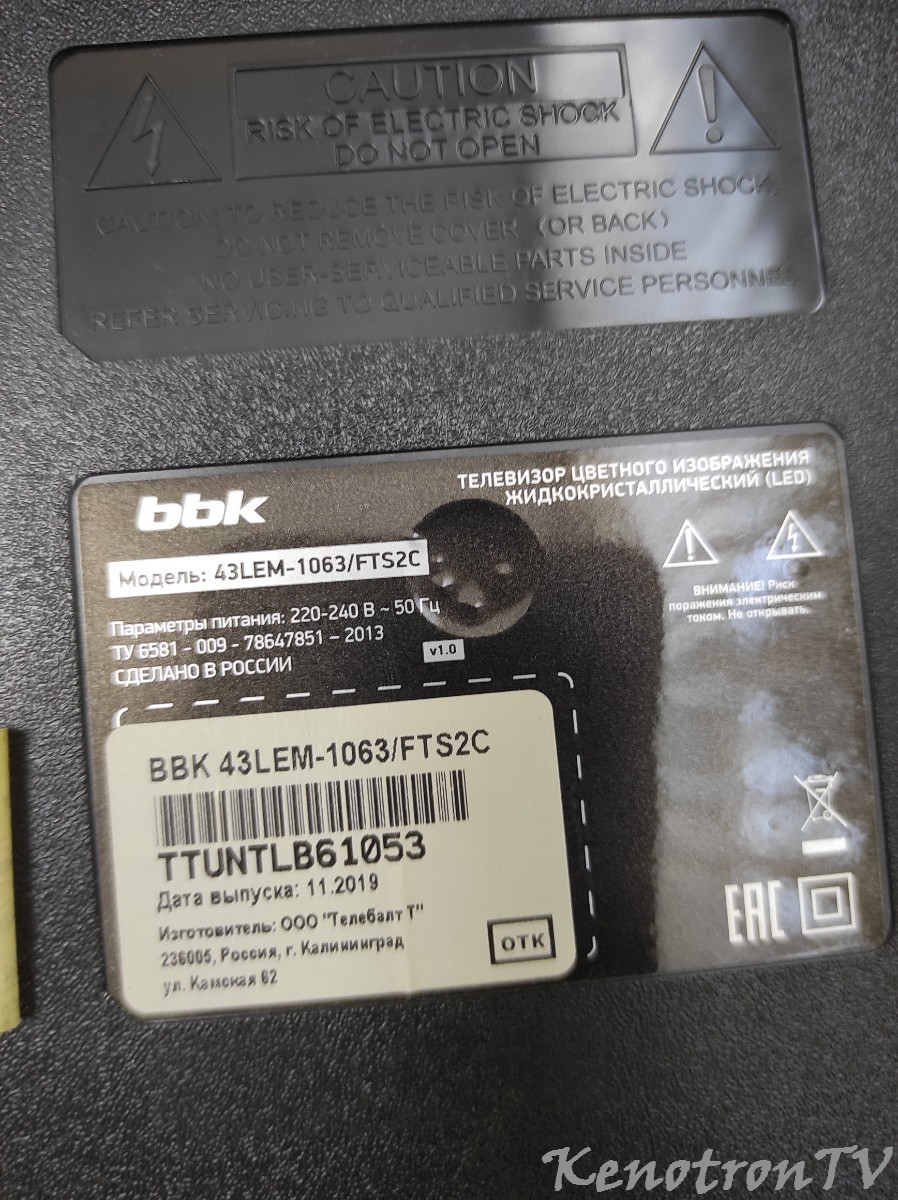 CAUTION
RISK OF ELECTRIC SHOCK
DO NOT OPEN
CAUTION: TO REDUCE THE RISK OF ELECTRIC SHOCK,
DO NOT REMOVE COVER (OR BACK)
NO USER-SERVICEABLE PARTS INSIDE
REFER SERVICING TO QUALIFIED SERVICE PERSONNEL
bbk
ТЕЛЕВИЗОР ЦВЕТНОГО ИЗОБРАЖЕНИЯ
ЖИДКОКРИСТАЛЛИЧЕСКИЙ (LED)
Модель: 43LEM-1063/FTS2C
Параметры питания: 220-240 В ~ 50 Гц
ТУ 6581 – 009 – 78647851 – 2013
СДЕЛАНО В РОССИИ
v1.0
ВНИМАНИЕ! Риск
поражения электрическим
током. Не открывать.
BBK 43LEM-1063/FTS2C
TTUNTLB61053
Дата выпуска: 11.2019
Изготовитель: ООО "Телебалт Т"
236005, Россия, г. Калининград
ул. Камская 62
ОТК
EAC
KenotronTV